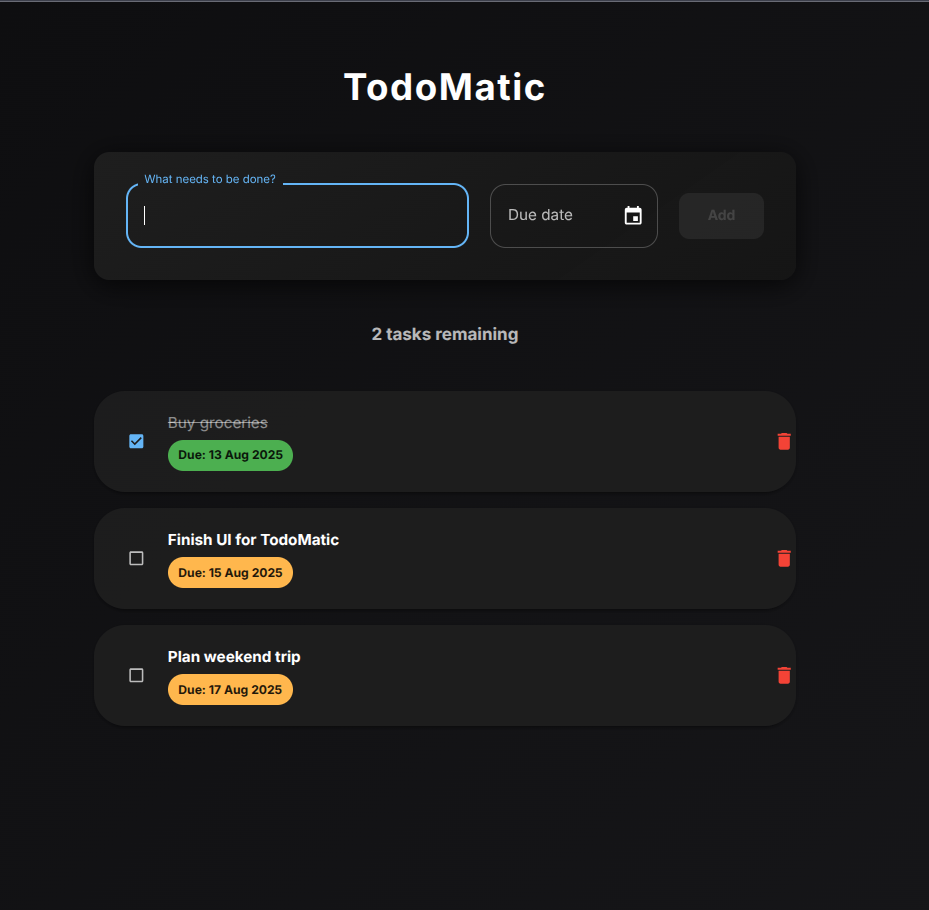 TodoMatic
What needs to be done?
Due date
Add
2 tasks remaining
Buy groceries
Due: 13 Aug 2025
Finish UI for TodoMatic
Due: 15 Aug 2025
Plan weekend trip
Due: 17 Aug 2025